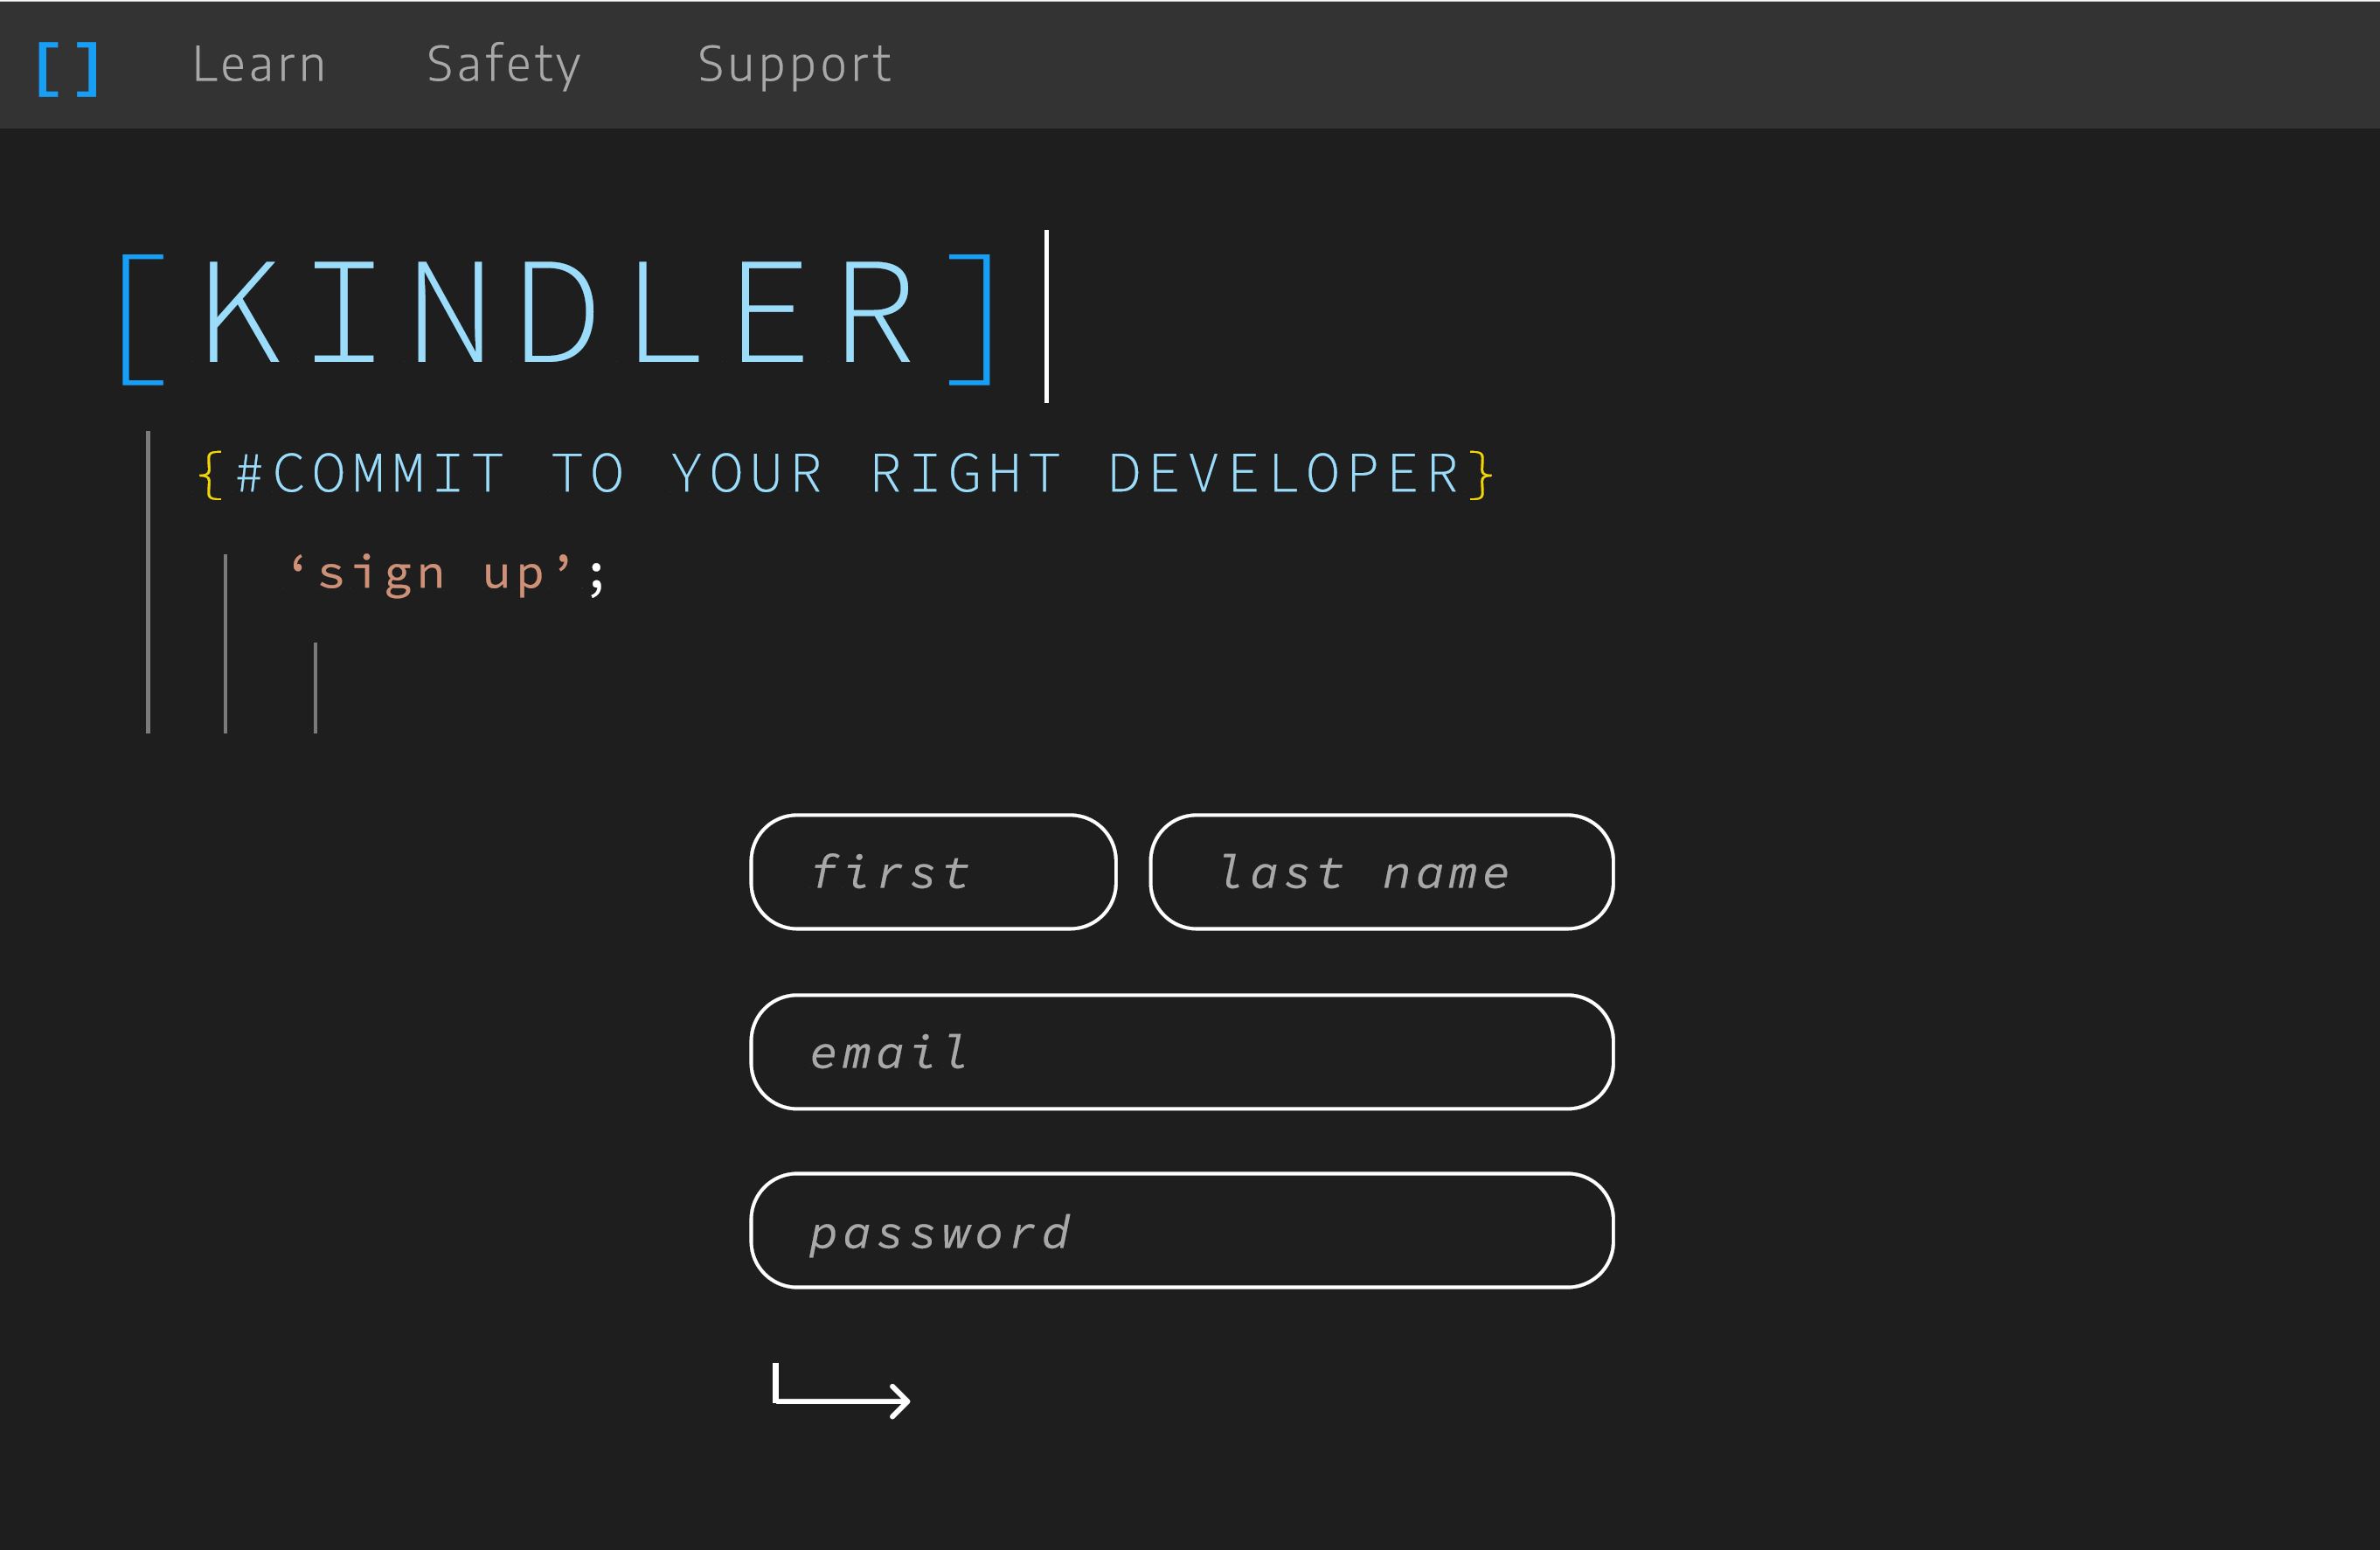 [] Learn Safety Support
[KINDLER]
{#COMMIT TO YOUR RIGHT DEVELOPER}
‘sign up’;
first last name
email
password